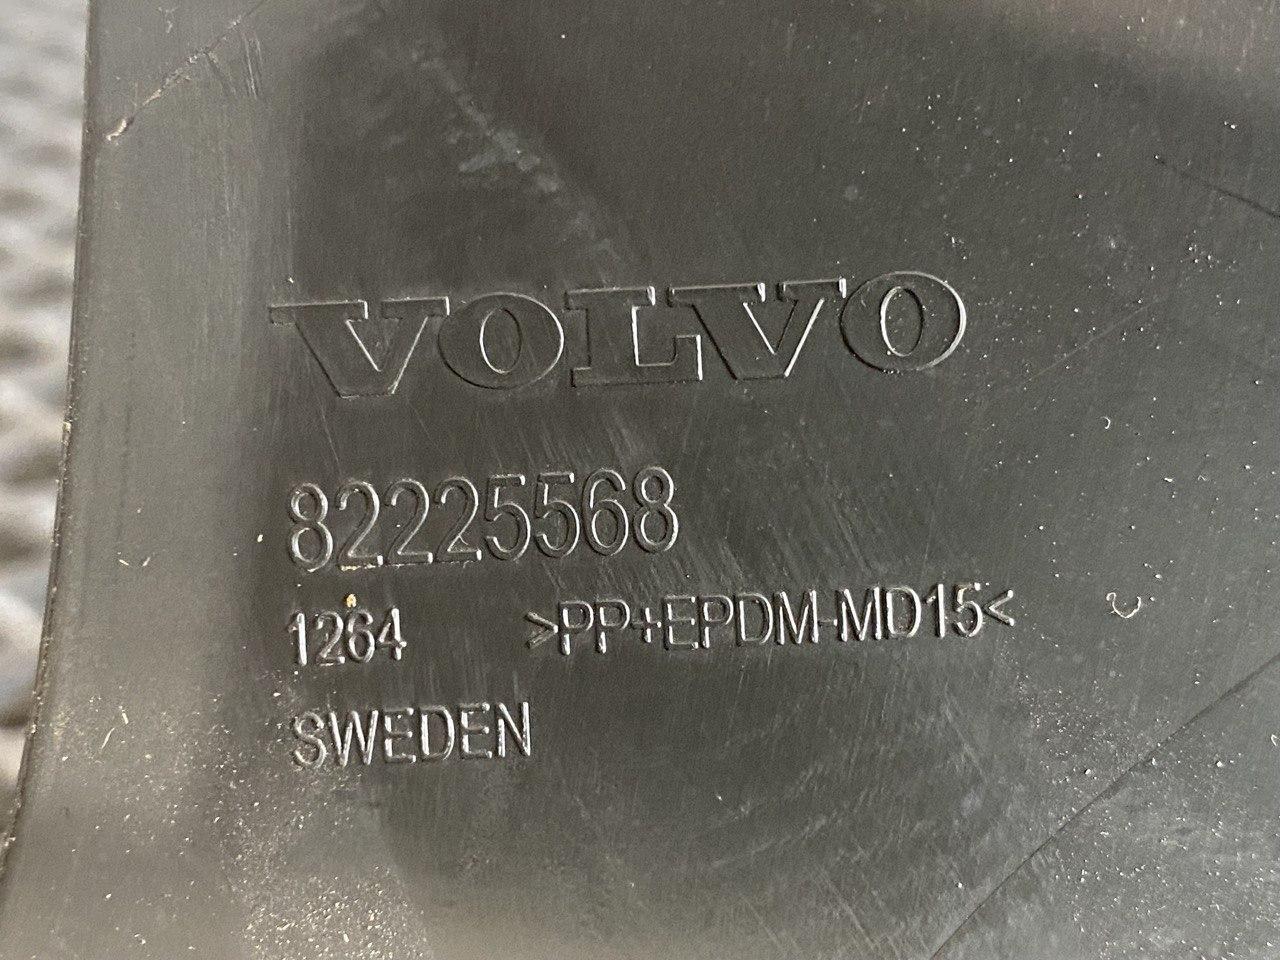 VOLVO
82225568
1264 >PP+EPDM-MD15<
SWEDEN